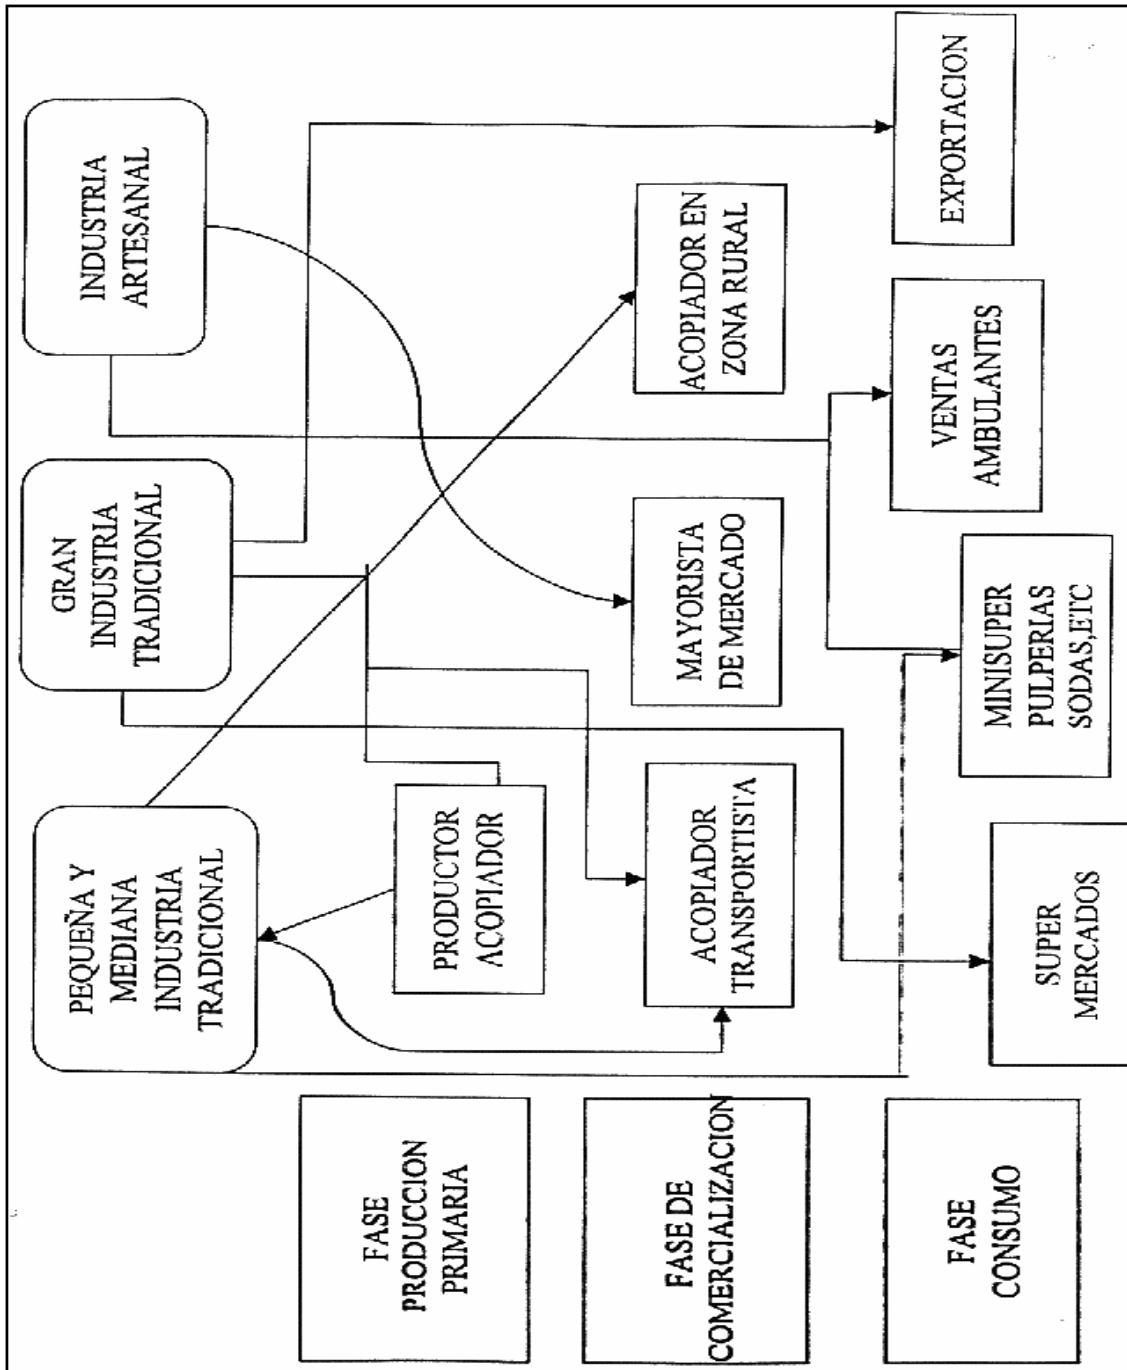 PEQUEÑA Y
MEDIANA
INDUSTRIA
TRADICIONAL
GRAN
INDUSTRIA
TRADICIONAL
INDUSTRIA
ARTESANAL
FASE
PRODUCCION
PRIMARIA
PRODUCTOR
ACOPIADOR
FASE DE
COMERCIALIZACION
ACOPIADOR
TRANSPORTISTA
MAYORISTA
DE MERCADO
ACOPIADOR EN
ZONA RURAL
FASE
CONSUMO
SUPER
MERCADOS
MINISUPER
PULPERIAS
SODAS,ETC
VENTAS
AMBULANTES
EXPORTACION